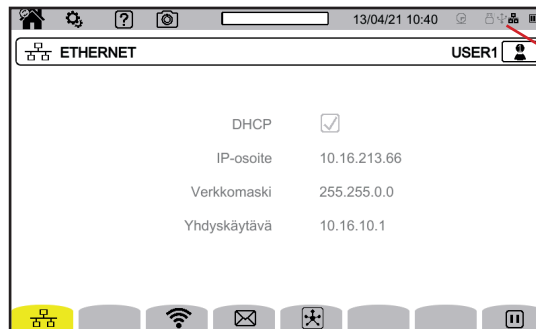 13/04/21 10:40
ETHERNET USER1
DHCP
IP-osoite 10.16.213.66
Verkkomaski 255.255.0.0
Yhdyskäytävä 10.16.10.1